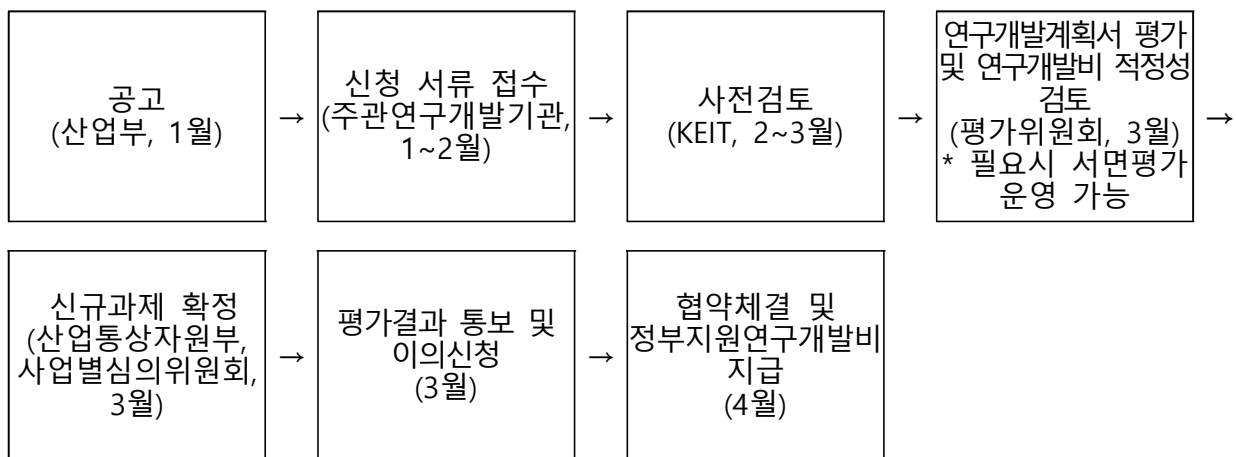 공고
(산업부, 1월)
→
신청 서류 접수
(주관연구개발기관,
1~2월)
→
사전검토
(KEIT, 2~3월)
→
연구개발계획서 평가
및 연구개발비 적정성
검토
(평가위원회, 3월)
* 필요시 서면평가
운영 가능
→
신규과제 확정
(산업통상자원부,
사업별심의위원회,
3월)
→
평가결과 통보 및
이의신청
(3월)
→
협약체결 및
정부지원연구개발비
지급
(4월)